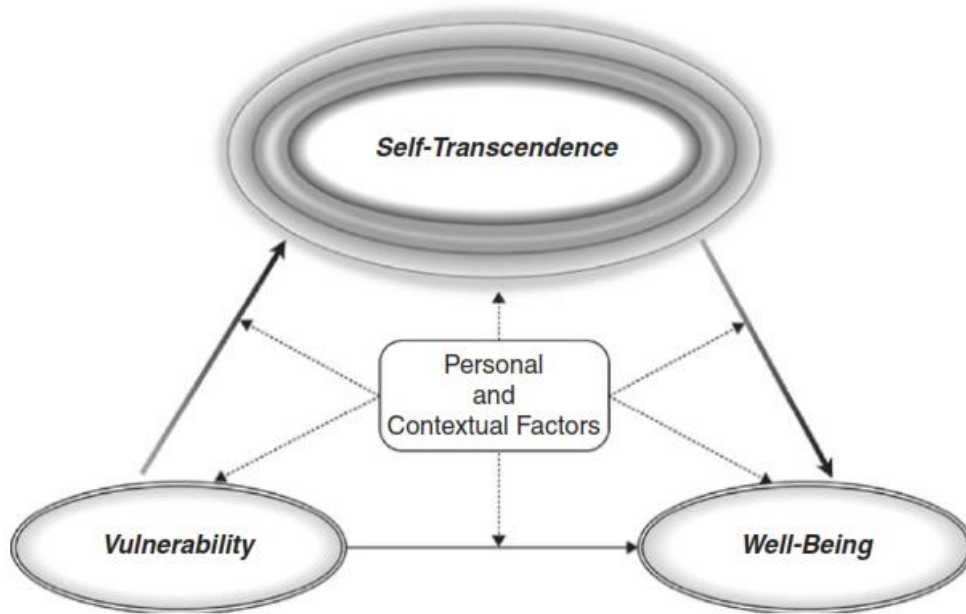 Self-Transcendence
Personal
and
Contextual Factors
Vulnerability
Well-Being